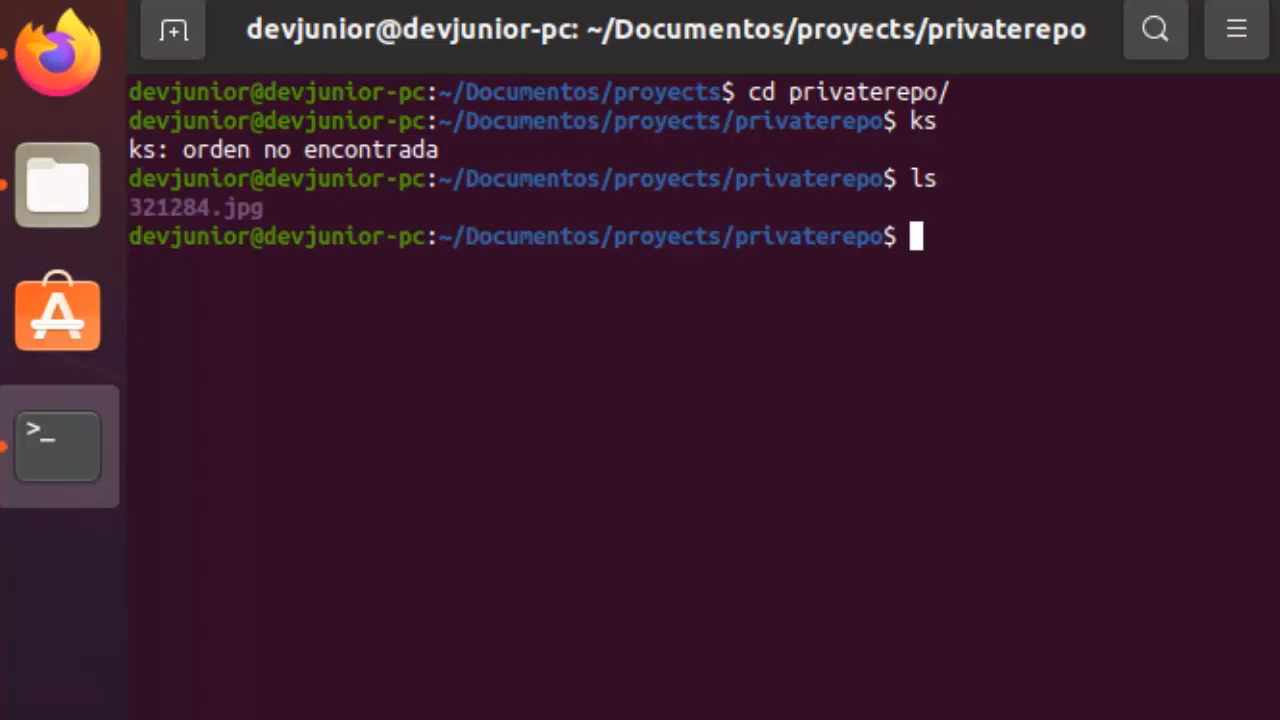 devjunior@devjunior-pc: ~/Documentos/proyects/privaterepo
devjunior@devjunior-pc:~/Documentos/proyects$ cd privaterepo/
devjunior@devjunior-pc:~/Documentos/proyects/privaterepo$ ks
ks: orden no encontrada
devjunior@devjunior-pc:~/Documentos/proyects/privaterepo$ ls
321284.jpg
devjunior@devjunior-pc:~/Documentos/proyects/privaterepo$